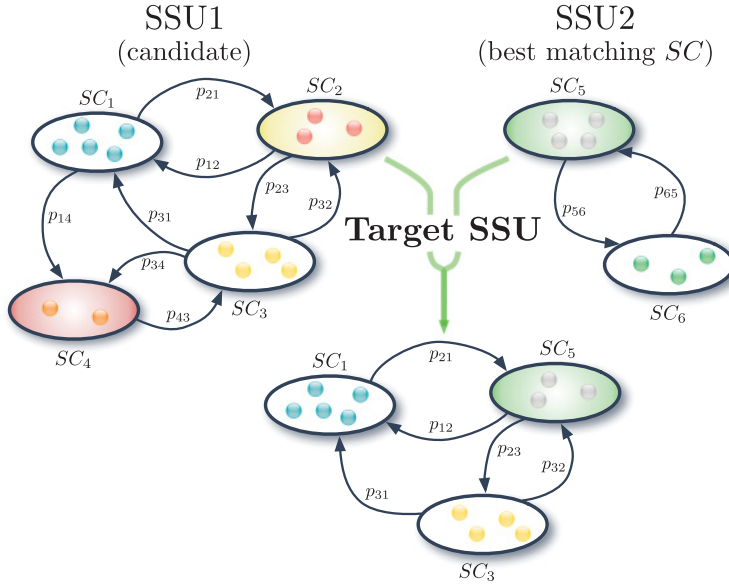 SSU1
(candidate)
SSU2
(best matching SC)
SC₁
p₂₁
SC₂
p₁₂
p₂₃
p₃₂
p₃₁
p₁₄
p₃₄
SC₃
p₄₃
SC₄
SC₅
p₅₆
p₆₅
SC₆
Target SSU
SC₁
p₂₁
SC₅
p₁₂
p₂₃
p₃₂
p₃₁
SC₃